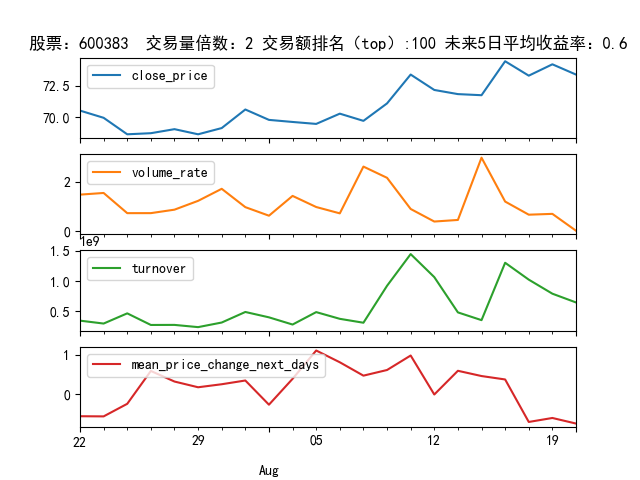 股票：600383  交易量倍数：2 交易额排名（top）:100 未来5日平均收益率：0.6
close_price
72.5
70.0
volume_rate
2
0
1e9
turnover
1.5
1.0
0.5
mean_price_change_next_days
1
0
22 29 05 12 19
Aug